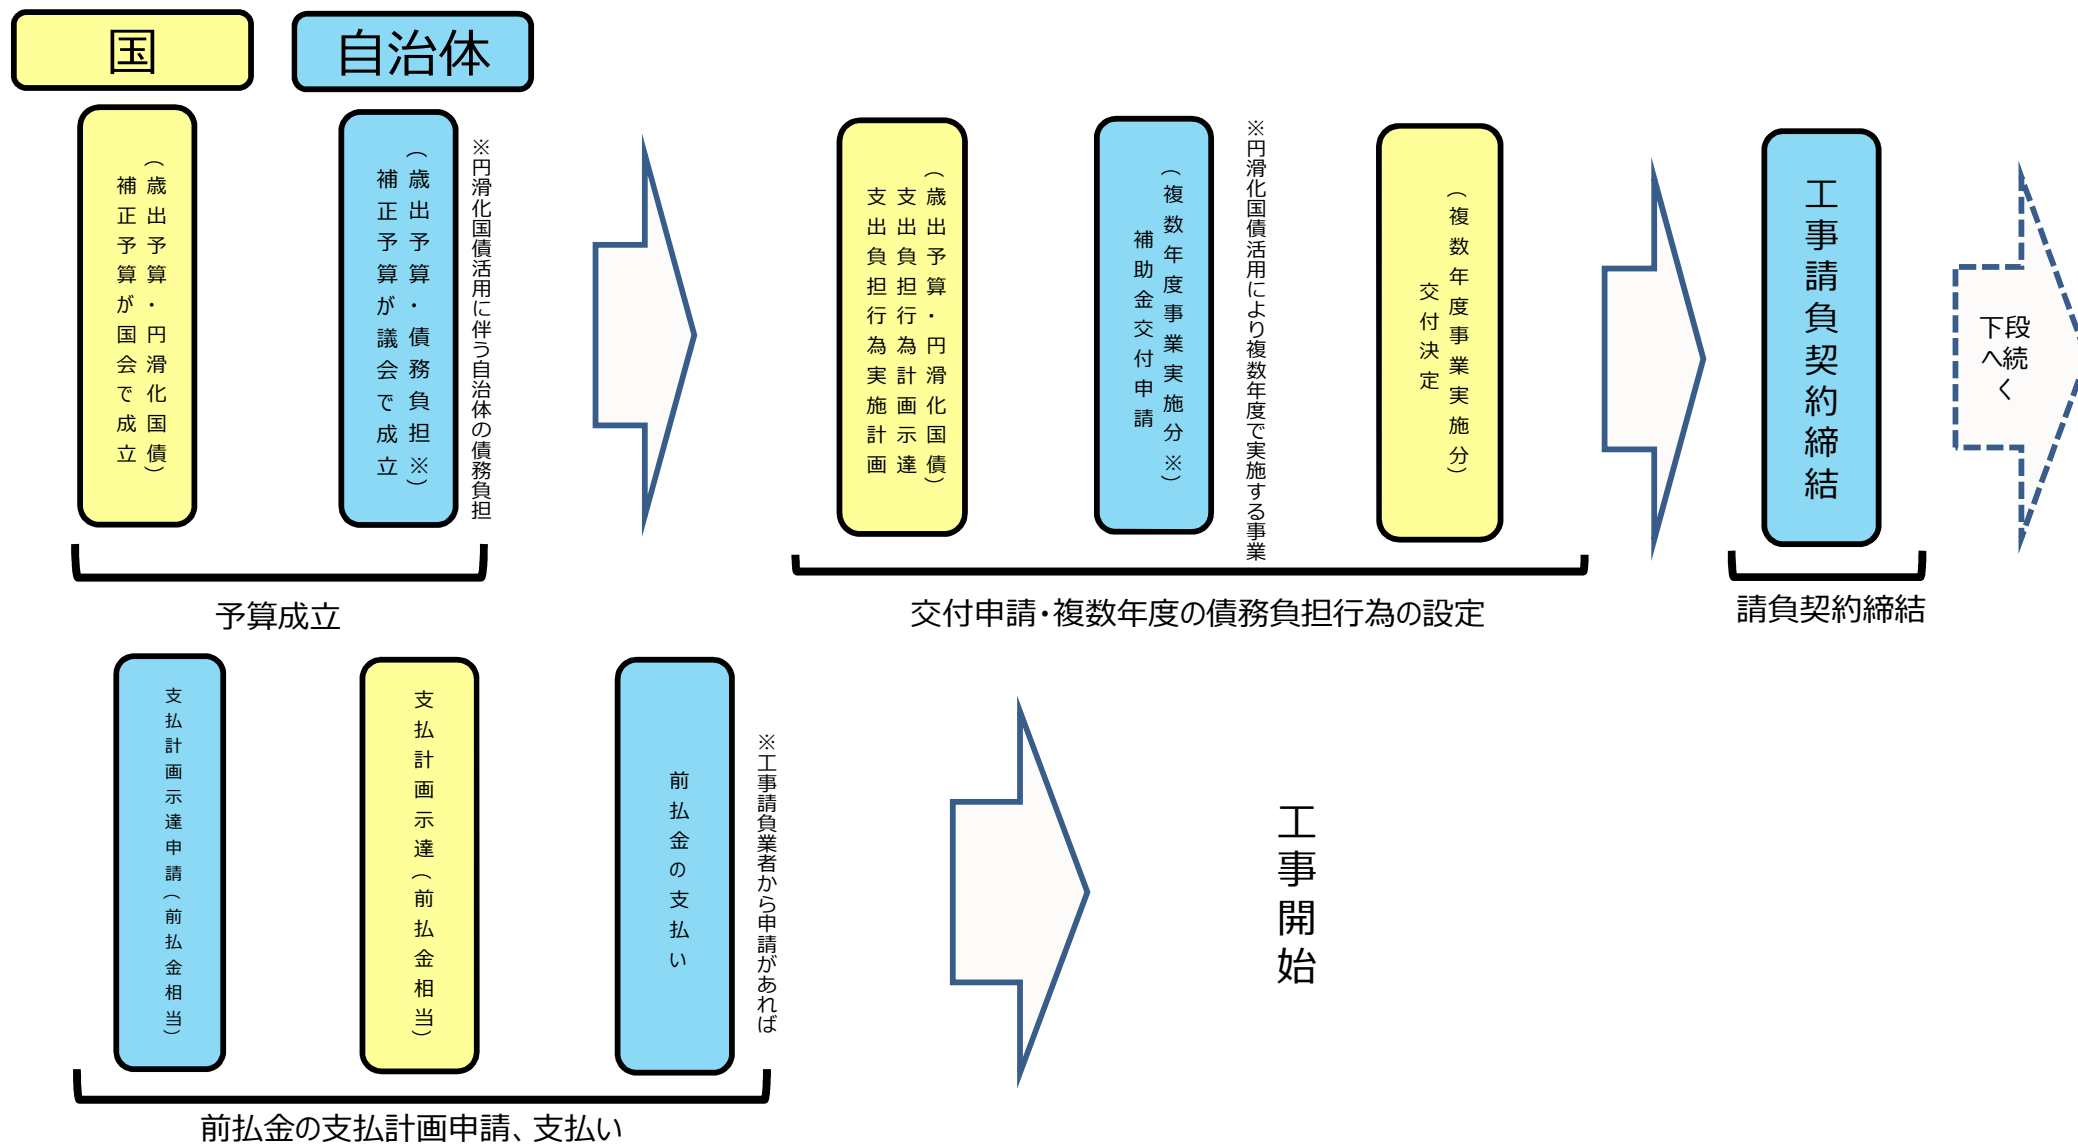 国
自治体
補正予算が国会で成立
（歳出予算・円滑化国債）
補正予算が議会で成立
（歳出予算・債務負担※）
※円滑化国債活用に伴う自治体の債務負担
支出負担行為実施計画
支出負担行為計画示達
（歳出予算・円滑化国債）
補助金交付申請
（複数年度事業実施分※）
※円滑化国債活用により複数年度で実施する事業
交付決定
（複数年度事業実施分）
工事請負契約締結
下段
へ続
く
予算成立
交付申請・複数年度の債務負担行為の設定
請負契約締結
支払計画示達申請（前払金相当）
支払計画示達（前払金相当）
前払金の支払い
※工事請負業者から申請があれば
工事開始
前払金の支払計画申請、支払い